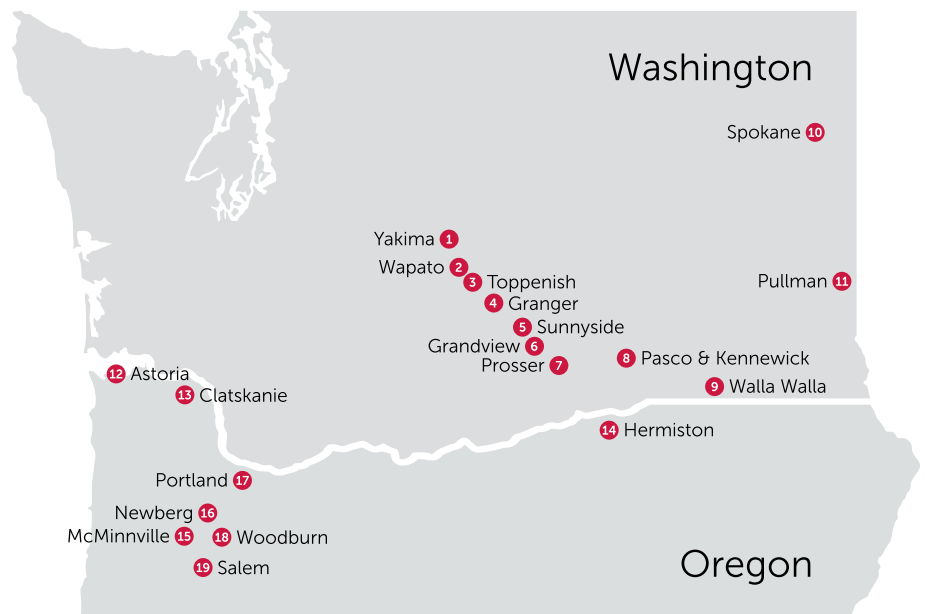 Washington
Spokane 10
Yakima 1
Wapato 2
3 Toppenish
Pullman 11
4 Granger
5 Sunnyside
Grandview 6
Prosser 7
8 Pasco & Kennewick
9 Walla Walla
12 Astoria
13 Clatskanie
14 Hermiston
Portland 17
Newberg 16
McMinnville 15
18 Woodburn
19 Salem
Oregon